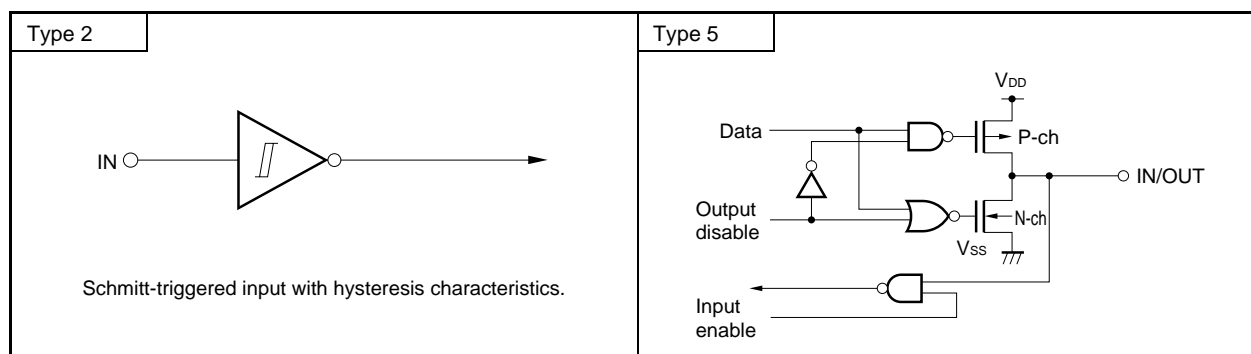 Type 2
IN
Schmitt-triggered input with hysteresis characteristics.
Type 5
VDD
Data
P-ch
IN/OUT
Output
disable
N-ch
VSS
Input
enable